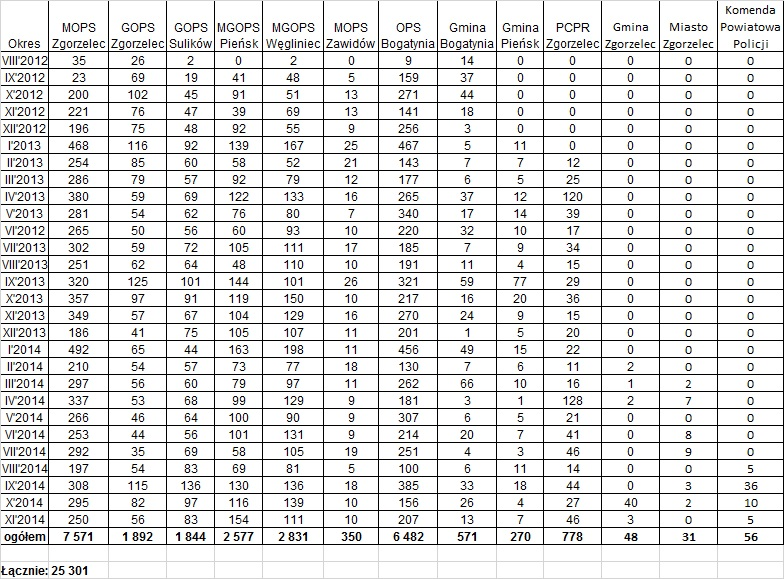 Okres MOPS Zgorzelec GOPS Zgorzelec GOPS Sulików MGOPS Pieńsk MGOPS Węgliniec MOPS Zawidów OPS Bogatynia Gmina Bogatynia Gmina Pieńsk PCPR Zgorzelec Gmina Zgorzelec Miasto Zgorzelec Komenda Powiatowa Policji
VIII'2012 35 26 2 0 2 0 9 14 0 0 0 0 0
IX'2012 23 69 19 41 48 5 159 37 0 0 0 0 0
X'2012 200 102 45 91 51 13 271 44 0 0 0 0 0
XI'2012 221 76 47 39 69 13 141 18 0 0 0 0 0
XII'2012 196 75 48 92 55 9 256 3 0 0 0 0 0
I'2013 468 116 92 139 167 25 467 5 11 0 0 0 0
II'2013 254 85 60 58 52 21 143 7 7 12 0 0 0
III'2013 286 79 57 92 79 12 177 6 5 25 0 0 0
IV'2013 380 59 69 122 133 16 265 37 12 120 0 0 0
V'2013 281 54 62 76 80 7 340 17 14 39 0 0 0
VI'2012 265 50 56 60 93 10 220 32 10 17 0 0 0
VII'2013 302 59 72 105 111 17 185 7 9 34 0 0 0
VIII'2013 251 62 64 48 110 10 191 11 4 15 0 0 0
IX'2013 320 125 101 144 101 26 321 59 77 29 0 0 0
X'2013 357 97 91 119 150 10 217 16 20 36 0 0 0
XI'2013 349 57 67 104 129 16 270 24 9 15 0 0 0
XII'2013 186 41 75 105 107 11 201 1 5 20 0 0 0
I'2014 492 65 44 163 198 11 456 49 15 22 0 0 0
II'2014 210 54 57 73 77 18 130 7 6 11 2 0 0
III'2014 297 56 60 79 97 11 262 66 10 16 1 2 0
IV'2014 337 53 68 99 129 9 181 3 1 128 2 7 0
V'2014 266 46 64 100 90 9 307 6 5 21 0 0 0
VI'2014 253 44 56 101 131 9 214 20 7 41 0 8 0
VII'2014 292 35 69 58 105 19 251 4 3 46 0 9 0
VIII'2014 197 54 83 69 81 5 100 6 11 14 0 0 5
IX'2014 308 115 136 130 136 18 385 33 18 44 0 3 36
X'2014 295 82 97 116 139 10 156 26 4 27 40 2 10
XI'2014 250 56 83 154 111 10 207 13 7 46 3 0 5
ogółem 7 571 1 892 1 844 2 577 2 831 350 6 482 571 270 778 48 31 56
Łącznie: 25 301